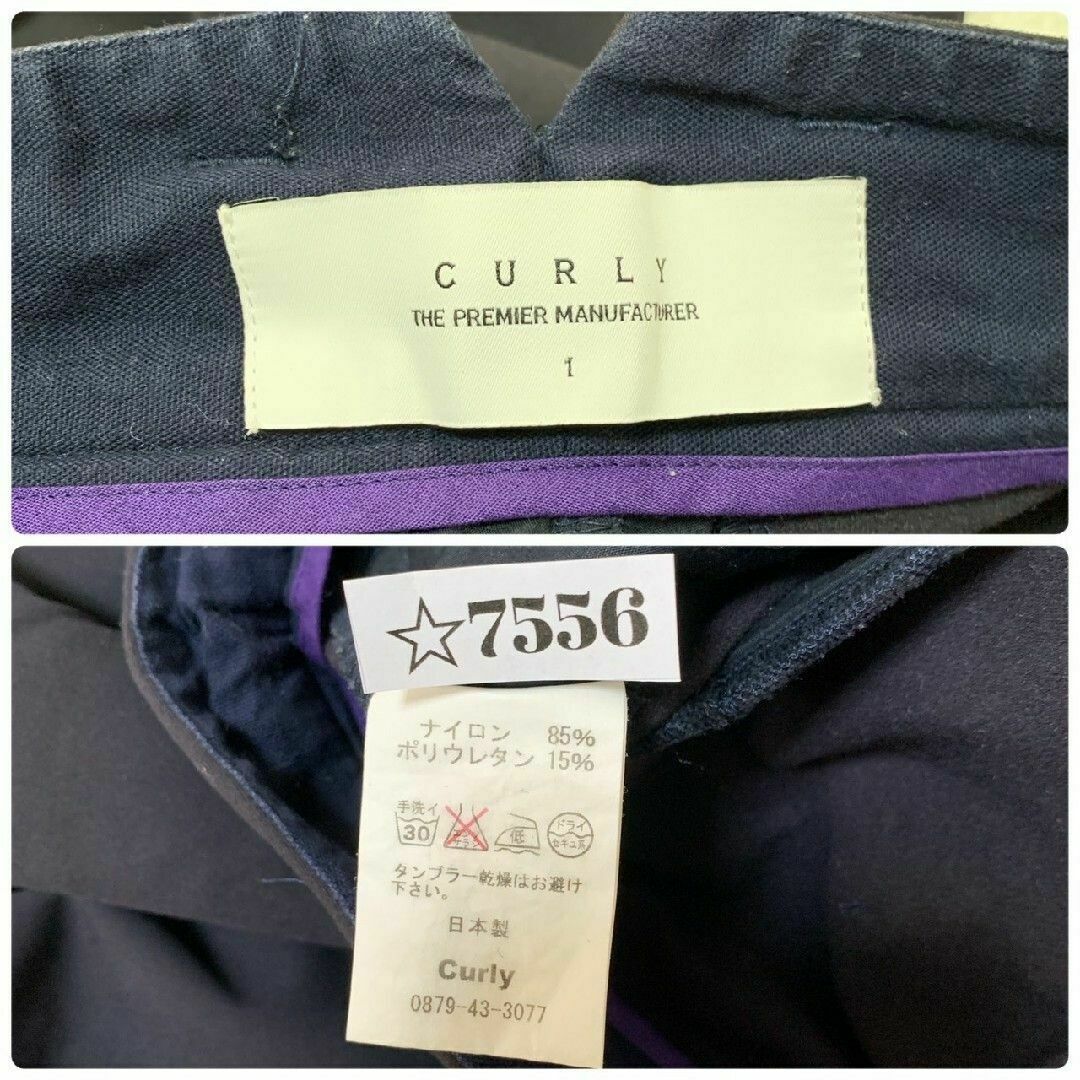 CURLY
THE PREMIER MANUFACTURER
1
☆7556
ナイロン 85%
ポリウレタン 15%
手洗イ
30
低
ドライ
セキユ系
タンブラー乾燥はお避け
下さい。
日本製
Curly
0879-43-3077